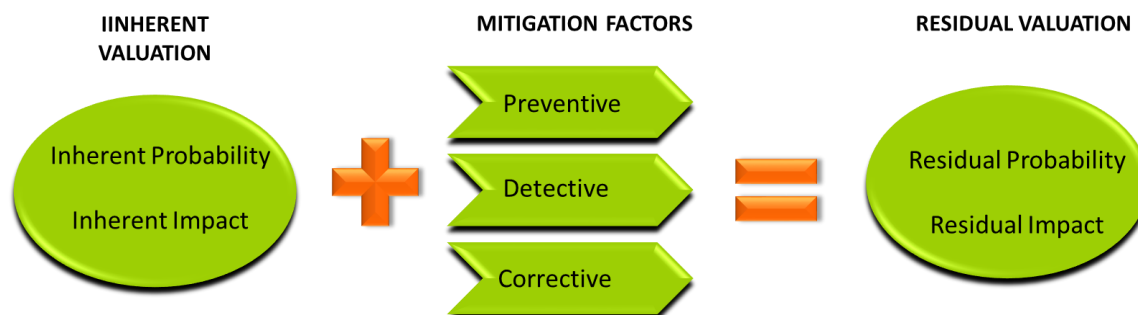 IINHERENT
VALUATION
Inherent Probability
Inherent Impact
MITIGATION FACTORS
Preventive
Detective
Corrective
RESIDUAL VALUATION
Residual Probability
Residual Impact